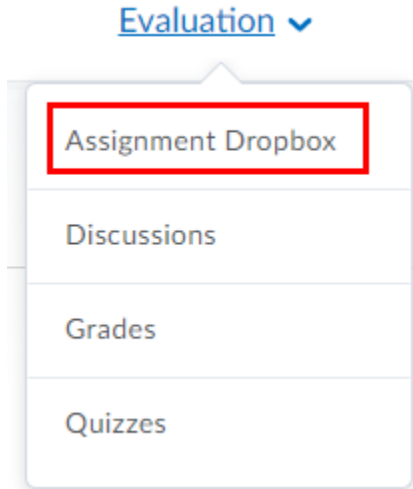 Evaluation
Assignment Dropbox
Discussions
Grades
Quizzes